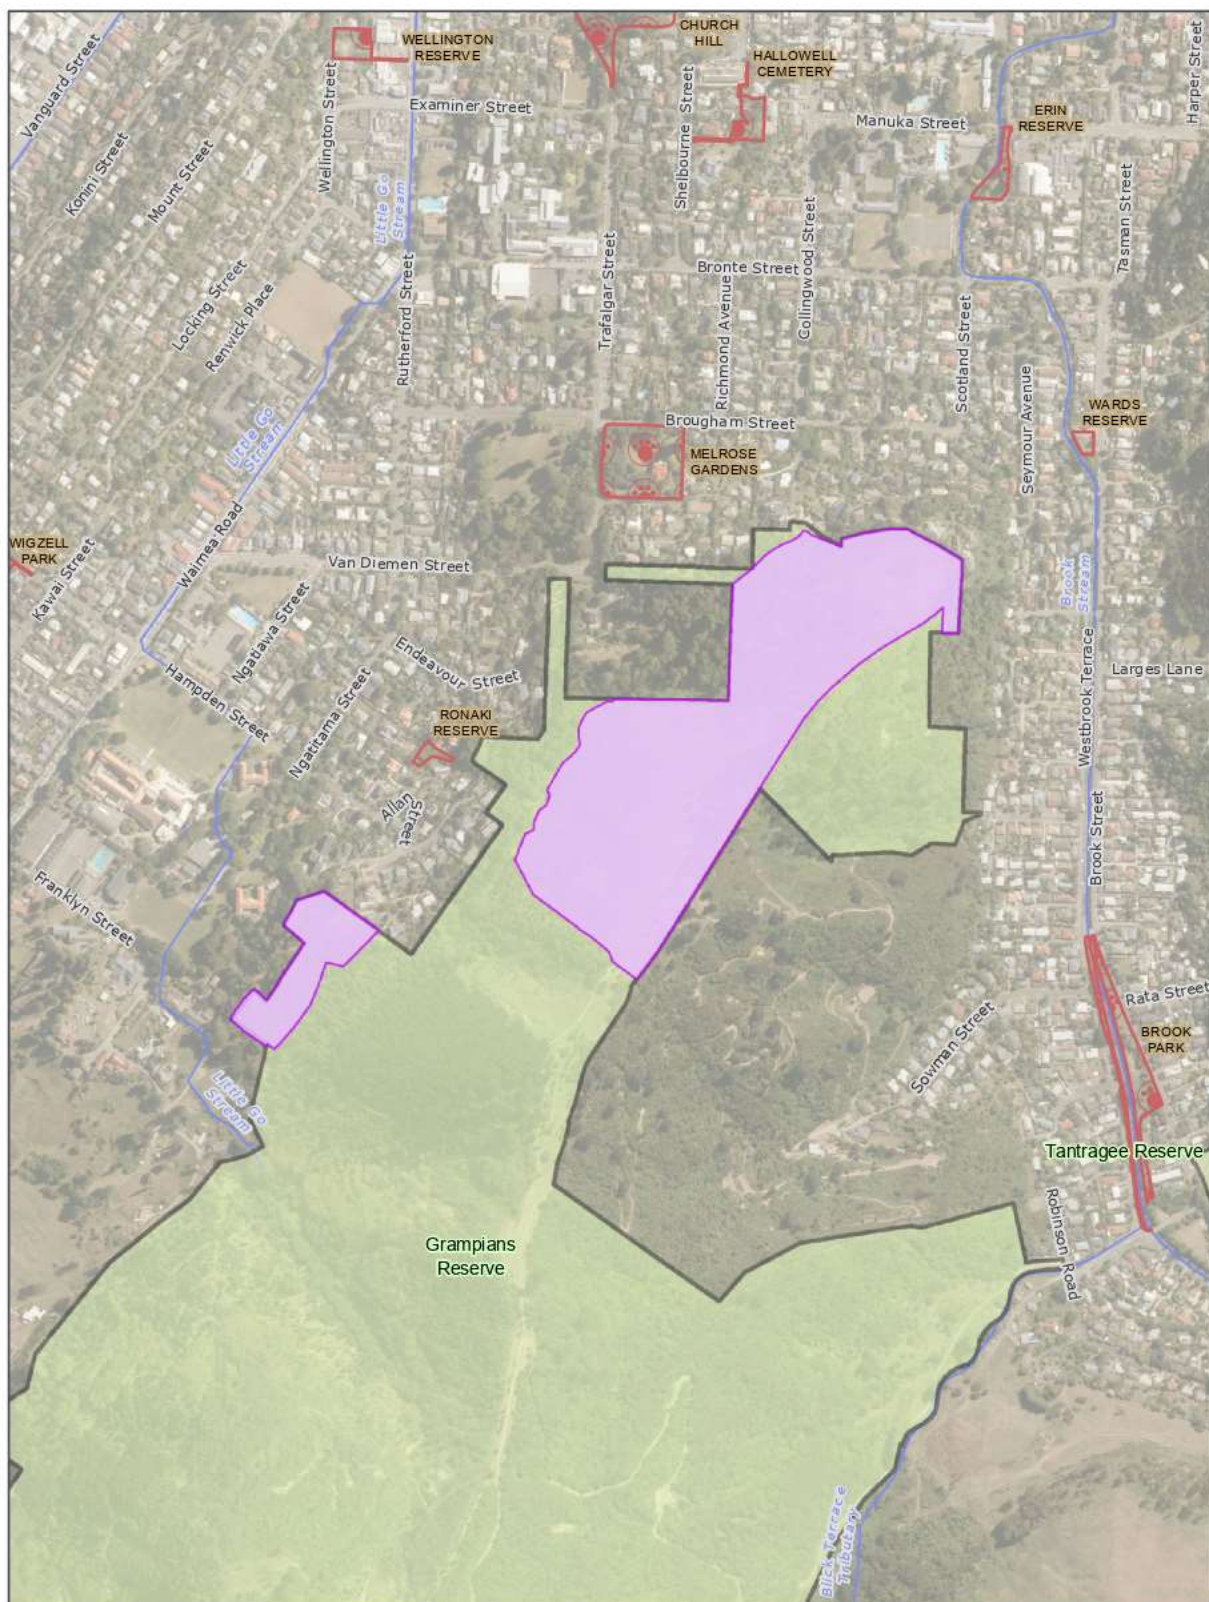 WELLINGTON
RESERVE
CHURCH
HILL
HALLOWELL
CEMETERY
ERIN
RESERVE
Harper Street
Vanguard Street
Wellington Street
Examiner Street
Shelbourne Street
Manuka Street
Konini Street
Mount Street
Little Go
Stream
Tasman Street
Trafalgar Street
Bronte Street
Collingwood Street
Locking Street
Renwick Place
Rutherford Street
Richmond Avenue
Scotland Street
Seymour Avenue
WARDS
RESERVE
Brougham Street
Little Go
Stream
MELROSE
GARDENS
WIGZELL
PARK
Kawai Street
Waimea Road
Van Diemen Street
Brook
Stream
Ngatiawa Street
Endeavour Street
Westbrook Terrace
Larges Lane
Hampden Street
Ngatitama Street
RONAKI
RESERVE
Allan
Street
Brook Street
Franklyn Street
Rata Street
Sowman Street
BROOK
PARK
Little Go
Stream
Tantragee Reserve
Robinson Road
Grampians
Reserve
Blick Terrace
Tributary